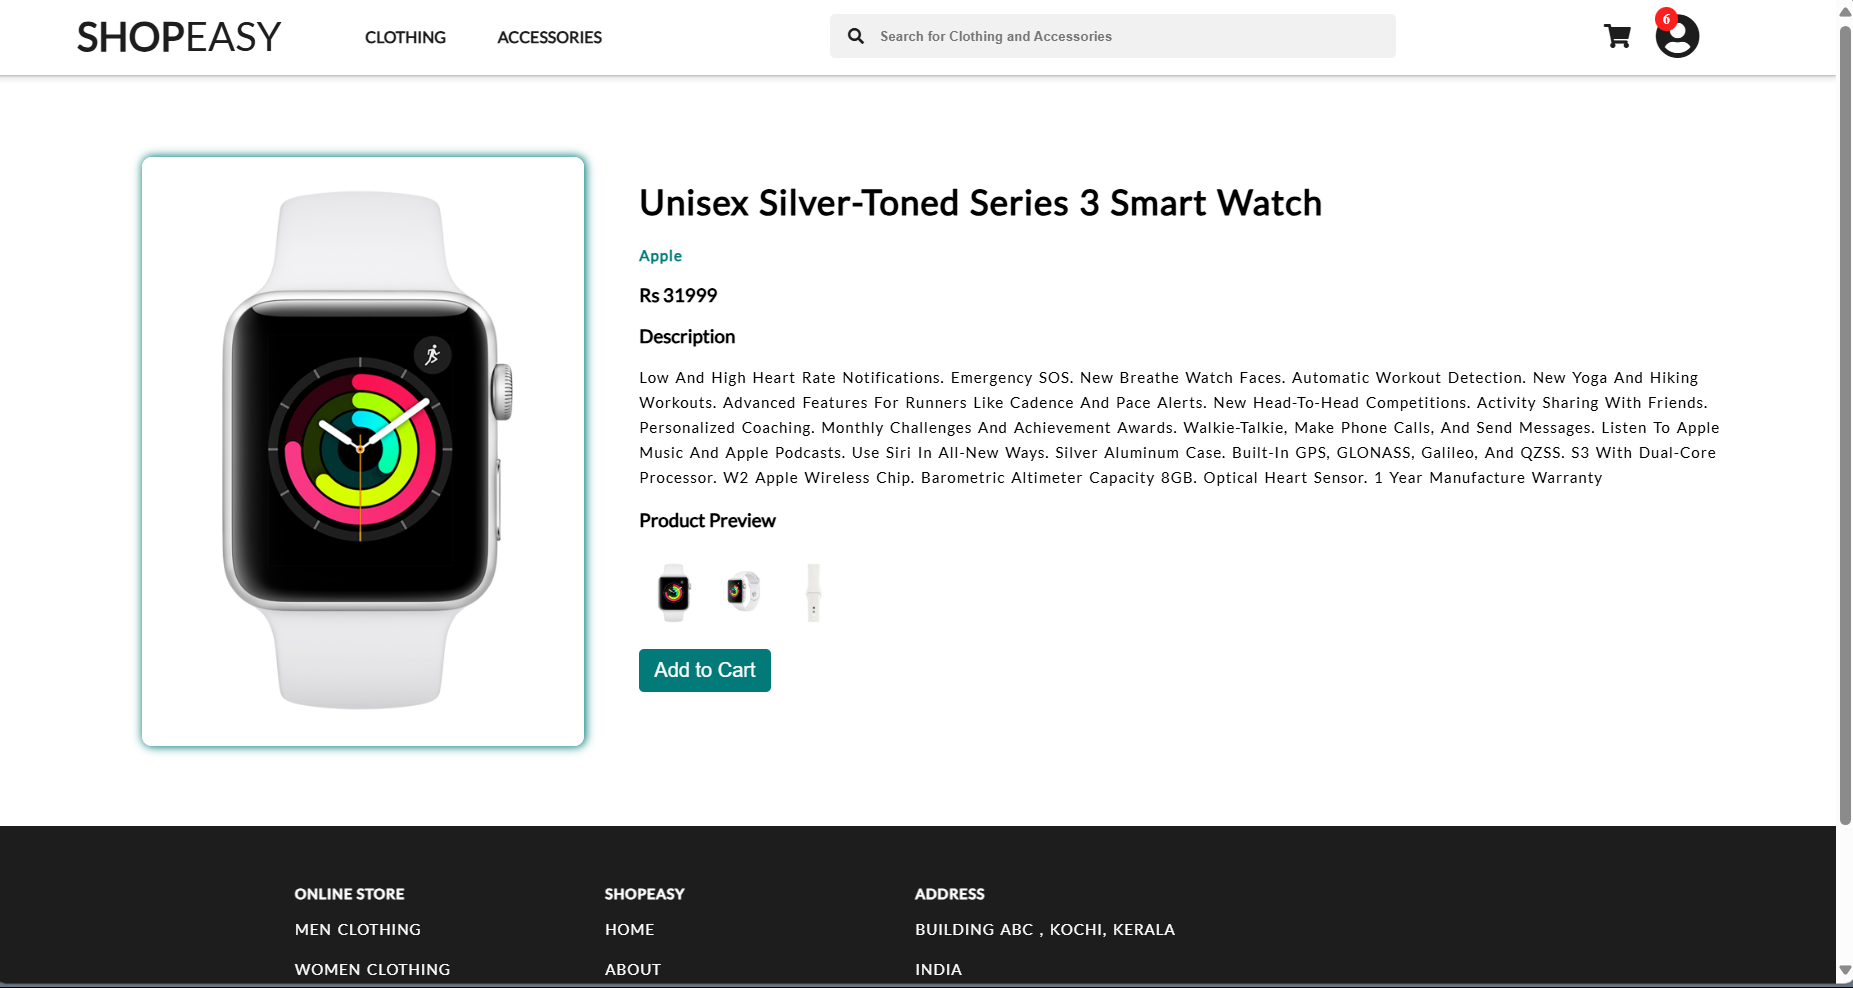 SHOPEASY
CLOTHING
ACCESSORIES
Search for Clothing and Accessories
6
Unisex Silver-Toned Series 3 Smart Watch
Apple
Rs 31999
Description
Low And High Heart Rate Notifications. Emergency SOS. New Breathe Watch Faces. Automatic Workout Detection. New Yoga And Hiking
Workouts. Advanced Features For Runners Like Cadence And Pace Alerts. New Head-To-Head Competitions. Activity Sharing With Friends.
Personalized Coaching. Monthly Challenges And Achievement Awards. Walkie-Talkie, Make Phone Calls, And Send Messages. Listen To Apple
Music And Apple Podcasts. Use Siri In All-New Ways. Silver Aluminum Case. Built-In GPS, GLONASS, Galileo, And QZSS. S3 With Dual-Core
Processor. W2 Apple Wireless Chip. Barometric Altimeter Capacity 8GB. Optical Heart Sensor. 1 Year Manufacture Warranty
Product Preview
Add to Cart
ONLINE STORE
MEN CLOTHING
WOMEN CLOTHING
SHOPEASY
HOME
ABOUT
ADDRESS
BUILDING ABC , KOCHI, KERALA
INDIA